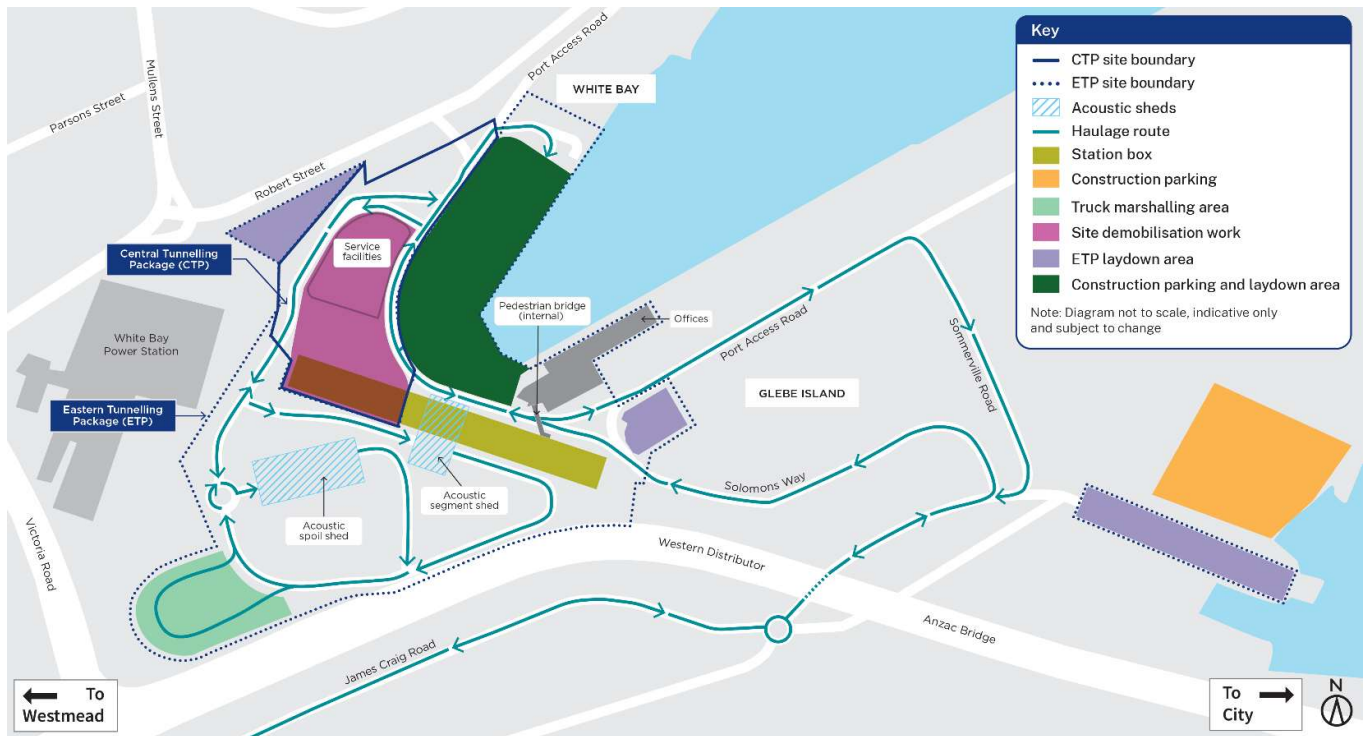 Port Access Road
WHITE BAY
Mullens Street
Parsons Street
Robert Street
Central Tunnelling
Package (CTP)
Service
facilities
Pedestrian bridge
(internal)
Offices
Port Access Road
Sommerville Road
White Bay
Power Station
Eastern Tunnelling
Package (ETP)
GLEBE ISLAND
Solomons Way
Acoustic
segment shed
Acoustic
spoil shed
Victoria Road
Western Distributor
Anzac Bridge
James Craig Road
To
Westmead
To
City
N
Key
CTP site boundary
ETP site boundary
Acoustic sheds
Haulage route
Station box
Construction parking
Truck marshalling area
Site demobilisation work
ETP laydown area
Construction parking and laydown area
Note: Diagram not to scale, indicative only
and subject to change